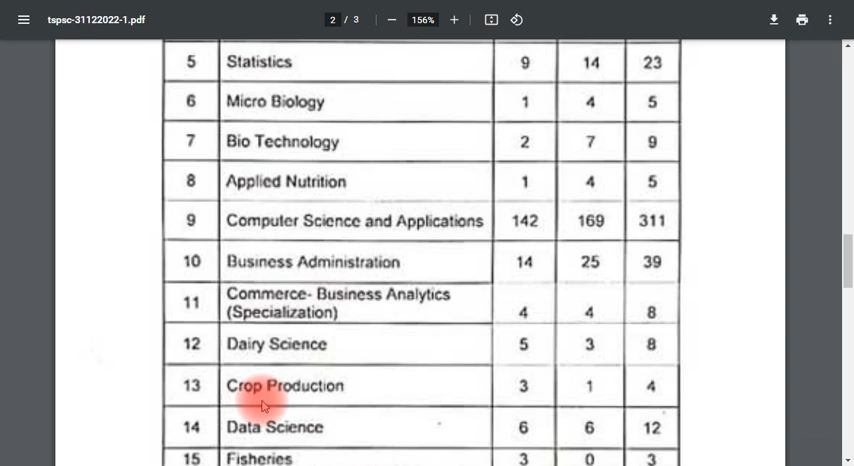 tspsc-31122022-1.pdf 2 / 3 156%
5 Statistics 9 14 23
6 Micro Biology 1 4 5
7 Bio Technology 2 7 9
8 Applied Nutrition 1 4 5
9 Computer Science and Applications 142 169 311
10 Business Administration 14 25 39
11 Commerce- Business Analytics
(Specialization) 4 4 8
12 Dairy Science 5 3 8
13 Crop Production 3 1 4
14 Data Science 6 6 12
15 Fisheries 3 0 3